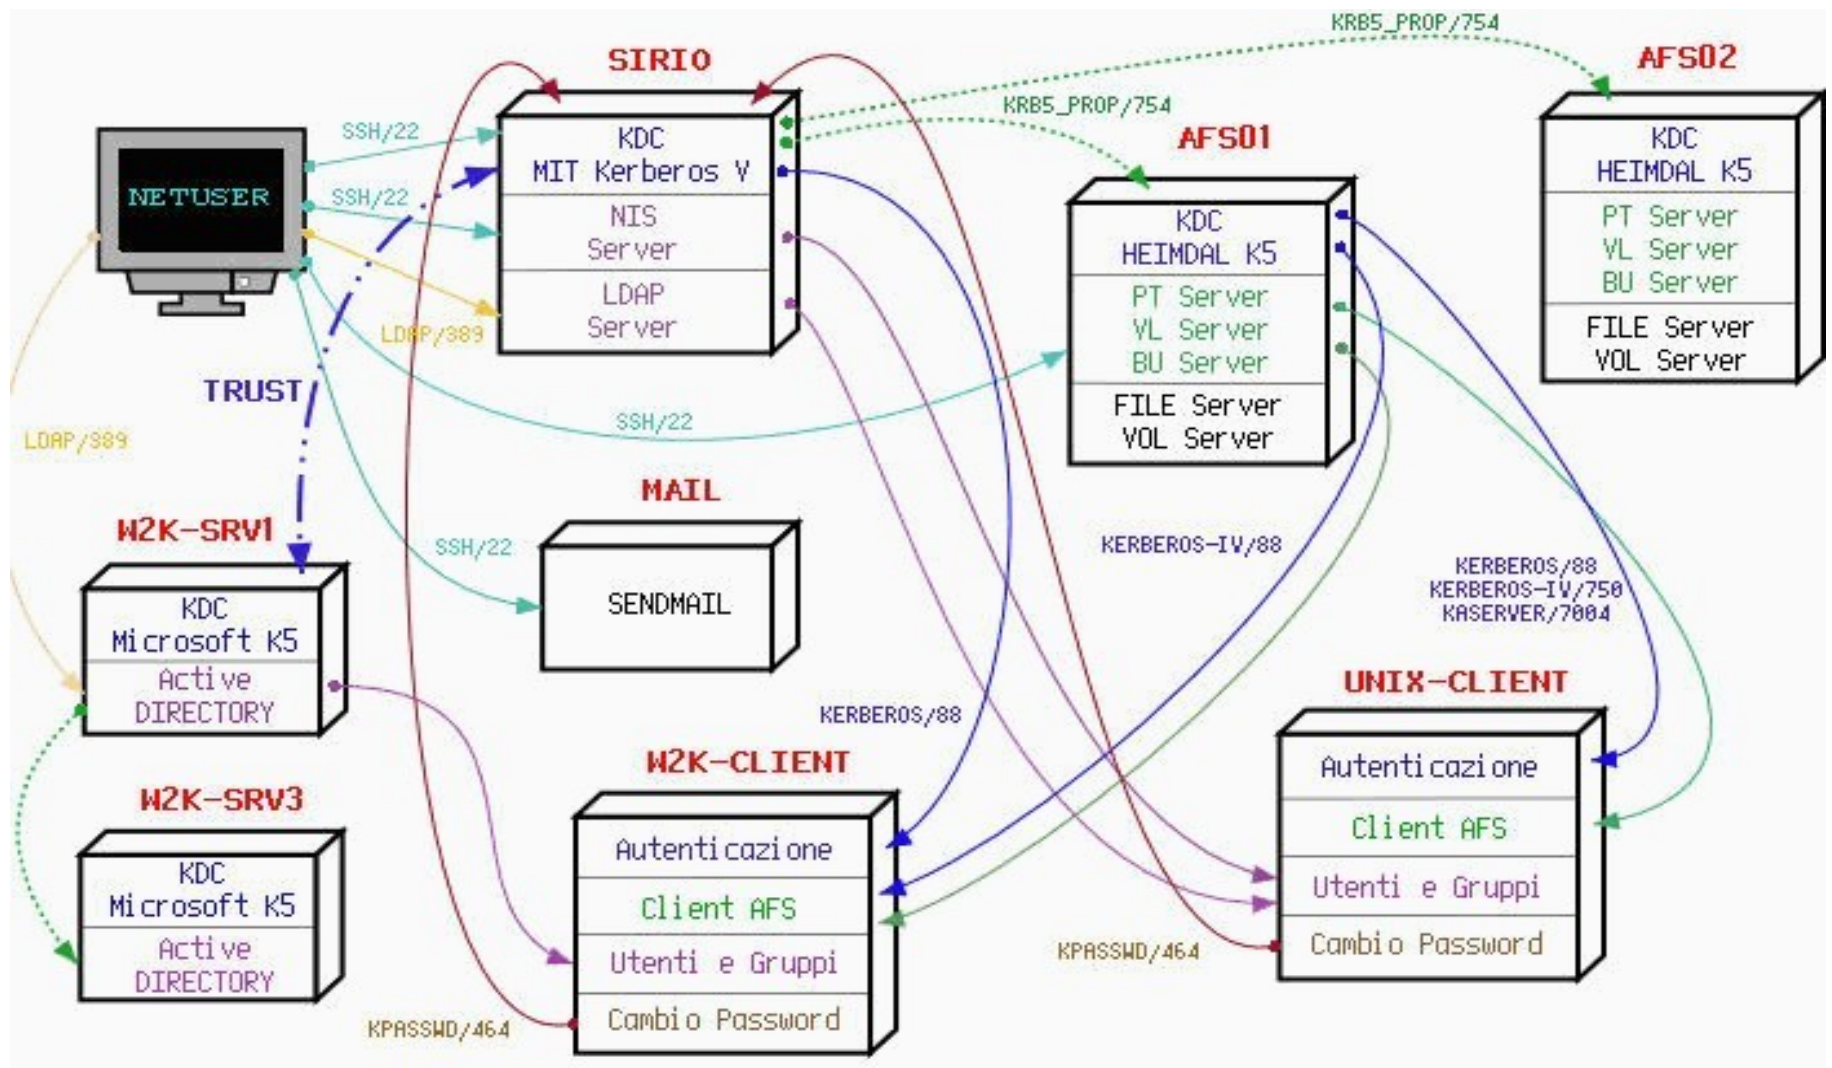 KRB5_PROP/754
SIRIO
AFS02
KRB5_PROP/754
SSH/22
AFS01
KDC
MIT Kerberos V
NIS
Server
LDAP
Server
NETUSER
SSH/22
KDC
HEIMDAL K5
PT Server
VL Server
BU Server
FILE Server
VOL Server
KDC
HEIMDAL K5
PT Server
VL Server
BU Server
FILE Server
VOL Server
LDAP/389
TRUST
SSH/22
LDAP/389
MAIL
W2K-SRV1
SSH/22
SENDMAIL
KERBEROS-IV/88
KERBEROS/88
KERBEROS-IV/750
KASERVER/7004
KDC
Microsoft K5
Active
DIRECTORY
UNIX-CLIENT
KERBEROS/88
W2K-CLIENT
W2K-SRV3
KDC
Microsoft K5
Active
DIRECTORY
Autenticazione
Client AFS
Utenti e Gruppi
Cambio Password
Autenticazione
Client AFS
Utenti e Gruppi
Cambio Password
KPASSWD/464
KPASSWD/464